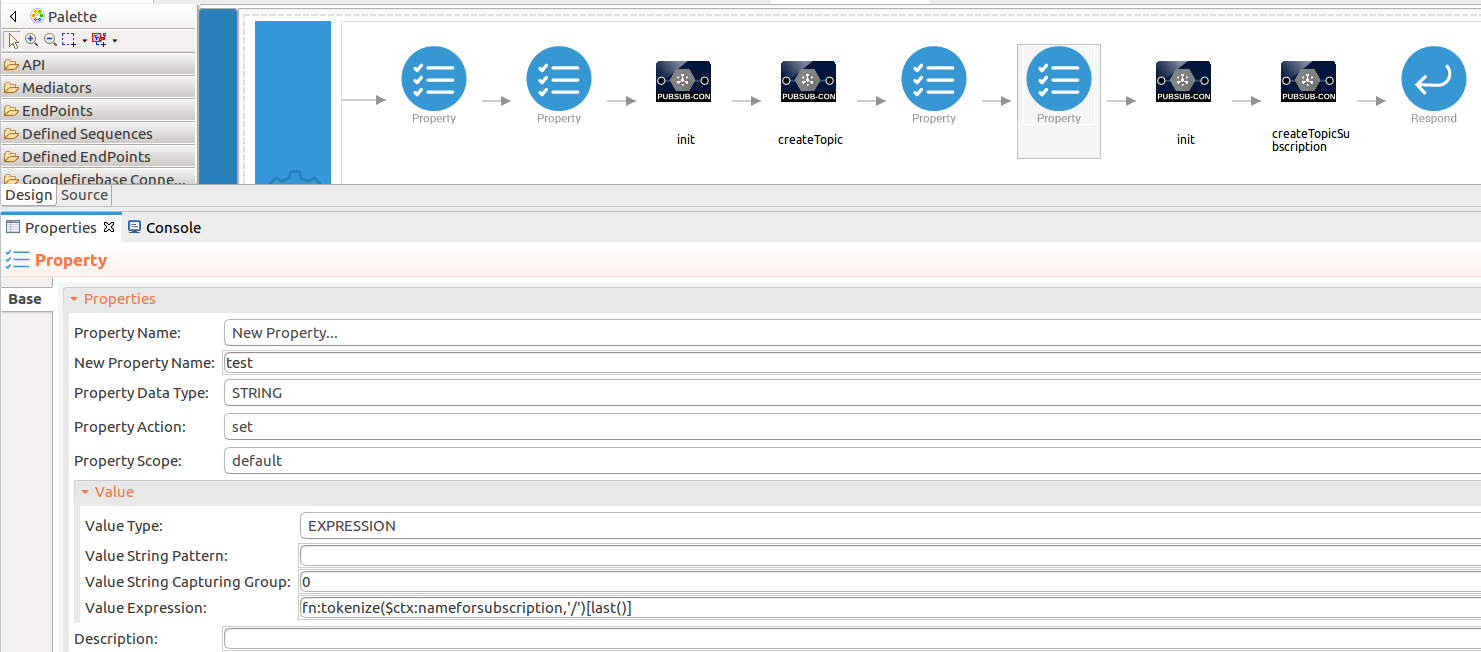 Palette
API
Mediators
EndPoints
Defined Sequences
Defined EndPoints
Googlefirebase Conne...
Property
Property
PUBSUB-CON
init
PUBSUB-CON
createTopic
Property
Property
PUBSUB-CON
init
PUBSUB-CON
createTopicSu
bscription
Respond
Design Source
Properties Console
Property
Base
Properties
Property Name: New Property...
New Property Name: test
Property Data Type: STRING
Property Action: set
Property Scope: default
Value
Value Type: EXPRESSION
Value String Pattern:
Value String Capturing Group: 0
Value Expression: fn:tokenize($ctx:nameforsubscription,'/')[last()]
Description: